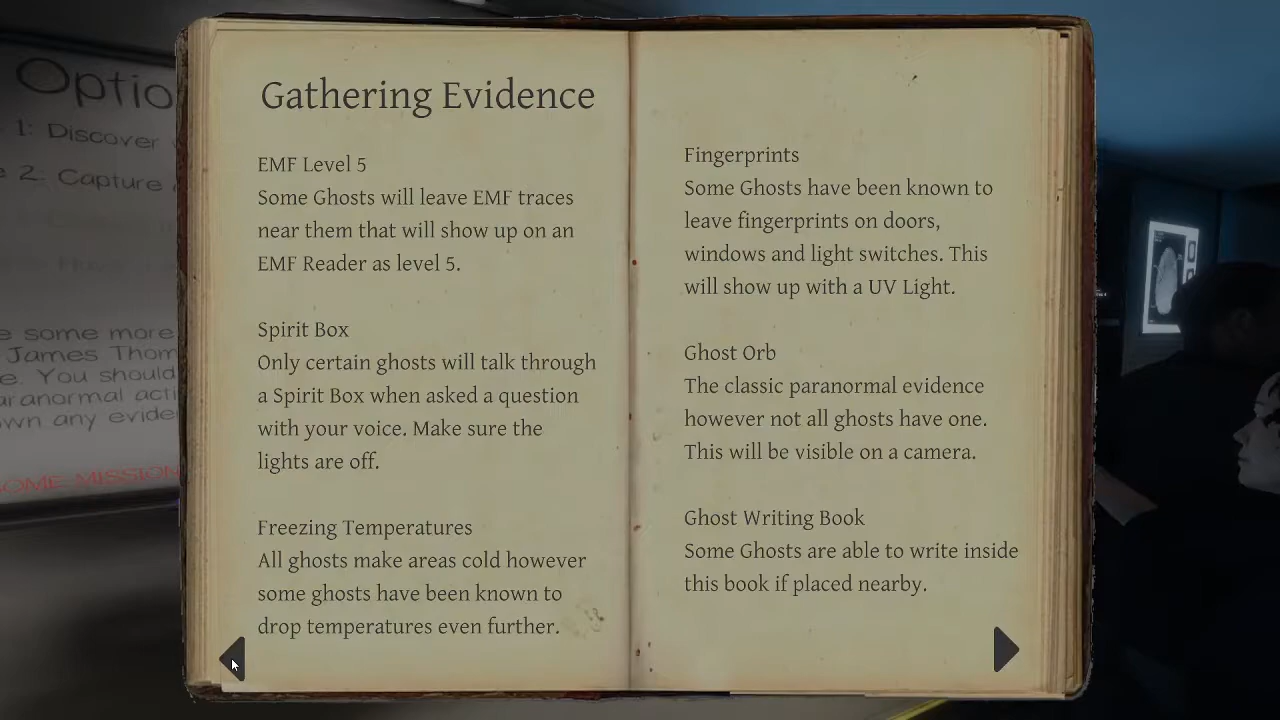 Optio
1: Discover
e 2: Capture
e some more
James Thom
e. You should
aranormal acti
wn any evide
OME MISSION
Gathering Evidence
EMF Level 5
Some Ghosts will leave EMF traces
near them that will show up on an
EMF Reader as level 5.
Spirit Box
Only certain ghosts will talk through
a Spirit Box when asked a question
with your voice. Make sure the
lights are off.
Freezing Temperatures
All ghosts make areas cold however
some ghosts have been known to
drop temperatures even further.
Fingerprints
Some Ghosts have been known to
leave fingerprints on doors,
windows and light switches. This
will show up with a UV Light.
Ghost Orb
The classic paranormal evidence
however not all ghosts have one.
This will be visible on a camera.
Ghost Writing Book
Some Ghosts are able to write inside
this book if placed nearby.